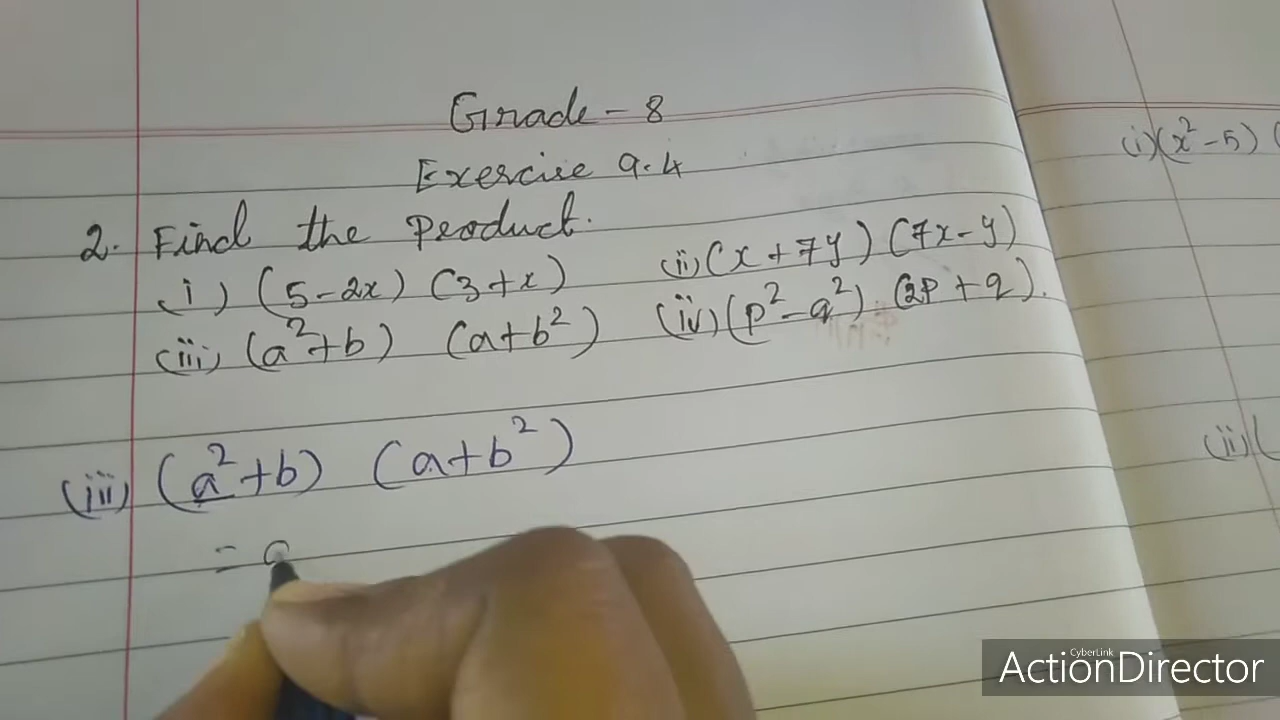 Grade - 8
Exercise 9.4
2. Find the Product.
(i) (5-2x) (3+x) (ii) (x+7y) (7x-y)
(iii) (a²+b) (a+b²) (iv) (p²-q²) (2p+q).
(iii) (a²+b) (a+b²)
= a
(i) (x²-5) (
(ii) (
CyberLink
ActionDirector